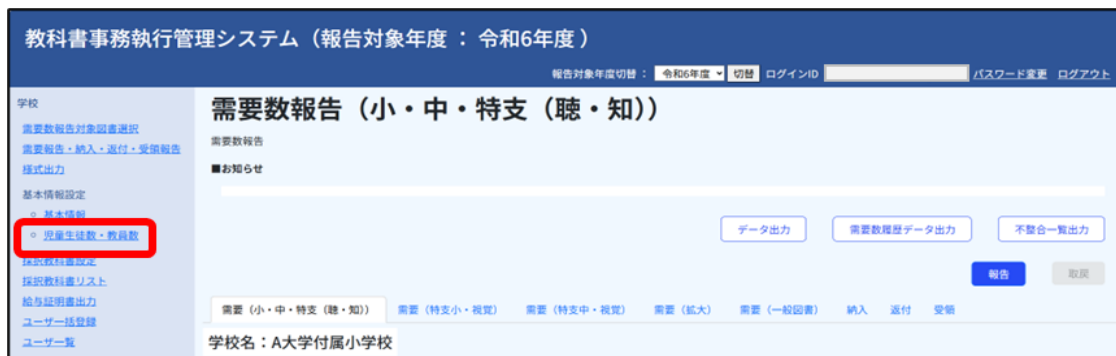 教科書事務執行管理システム（報告対象年度 ： 令和6年度 ）
報告対象年度切替 ： 令和6年度 切替 ログインID パスワード変更 ログアウト
学校
需要数報告対象図書選択
需要報告・納入・返付・受領報告
様式出力
基本情報設定
基本情報
児童生徒数・教員数
採択教科書設定
採択教科書リスト
給与証明書出力
ユーザ一括登録
ユーザ一覧
需要数報告（小・中・特支（聴・知））
需要数報告
■お知らせ
データ出力 需要数履歴データ出力 不整合一覧出力
報告 取戻
需要（小・中・特支（聴・知）） 需要（特支小・視覚） 需要（特支中・視覚） 需要（拡大） 需要（一般図書） 納入 返付 受領
学校名：A大学付属小学校